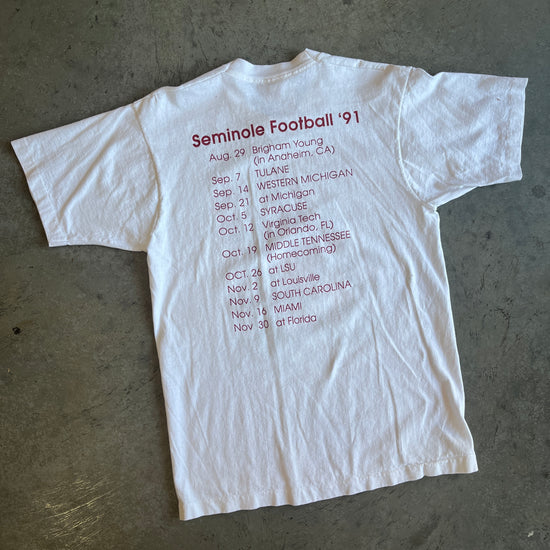 Seminole Football '91
Aug. 29 Brigham Young
(in Anaheim, CA)
Sep. 7 TULANE
Sep. 14 WESTERN MICHIGAN
Sep. 21 at Michigan
Oct. 5 SYRACUSE
Oct. 12 Virginia Tech
(in Orlando, FL)
Oct. 19 MIDDLE TENNESSEE
(Homecoming)
OCT. 26 at LSU
Nov. 2 at Louisville
Nov. 9 SOUTH CAROLINA
Nov. 16 MIAMI
Nov 30 at Florida